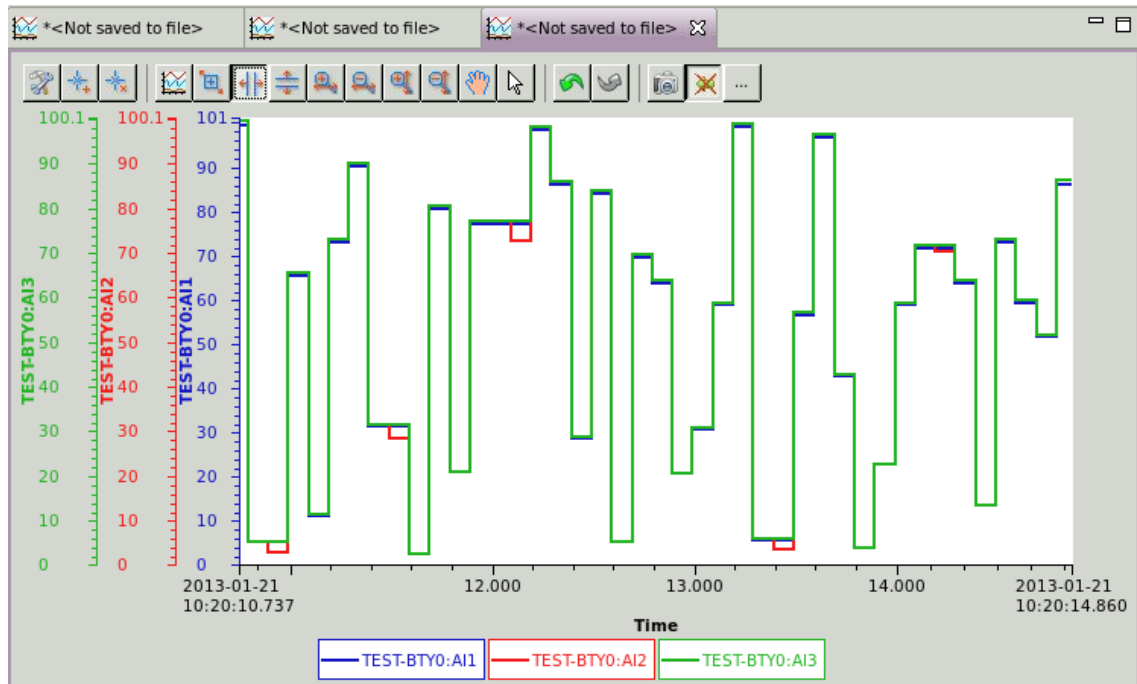 *<Not saved to file> *<Not saved to file> *<Not saved to file>
...
100.1 100.1 101
90 90 90
80 80 80
70 70 70
60 60 60
50 50 50
40 40 40
30 30 30
20 20 20
10 10 10
0 0 0
TEST-BTY0:AI3 TEST-BTY0:AI2 TEST-BTY0:AI1
2013-01-21 12.000 13.000 14.000 2013-01-21
10:20:10.737 10:20:14.860
Time
TEST-BTY0:AI1 TEST-BTY0:AI2 TEST-BTY0:AI3